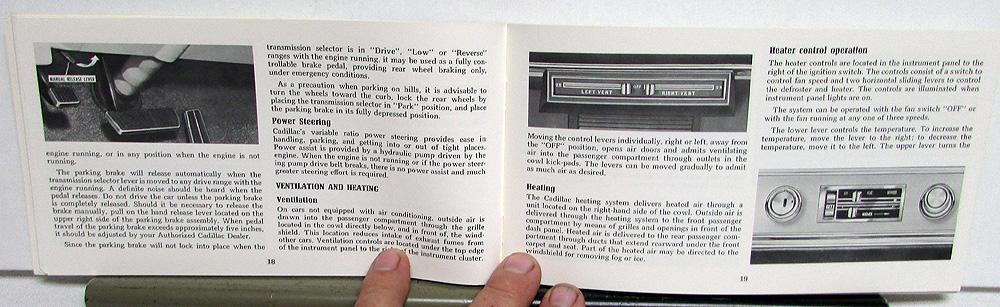 MANUAL RELEASE LEVER
engine running, or in any position when the engine is not
running.
The parking brake will release automatically when the
transmission selector lever is moved to any drive range with the
engine running. A definite noise should be heard when the
pedal releases. Do not drive the car unless the parking brake
is completely released. Should it be necessary to release the
brake manually, pull on the hand release lever located on the
upper right side of the parking brake assembly. When pedal
travel of the parking brake exceeds approximately five inches,
it should be adjusted by your Authorized Cadillac Dealer.
Since the parking brake will not lock into place when the
transmission selector is in "Drive", "Low" or "Reverse"
ranges with the engine running, it may be used as a fully con-
trollable brake pedal, providing rear wheel braking only,
under emergency conditions.
As a precaution when parking on hills, it is advisable to
turn the wheels toward the curb, lock the rear wheels by
placing the transmission selector in "Park" position, and place
the parking brake in its fully depressed position.
Power Steering
Cadillac's variable ratio power steering provides ease in
handling, parking, and getting into or out of tight places.
Power assist is provided by a hydraulic pump driven by the
engine. When the engine is not running or if the power steer-
ing pump drive belt breaks, there is no power assist and much
greater steering effort is required.
VENTILATION AND HEATING
Ventilation
On cars not equipped with air conditioning, outside air is
drawn into the passenger compartment through the grille
located in the cowl directly below, and in front of, the wind-
shield. This location reduces intake of exhaust fumes from
other cars. Ventilation controls are located under the top edge
of the instrument panel to the right of the instrument cluster.
18
LEFT VENT OFF RIGHT VENT
Moving the control levers individually, right or left, away from
the "OFF" position, opens air doors and admits ventilating
air into the passenger compartment through outlets in the
cowl kick-pads. The levers can be moved gradually to admit
as much air as desired.
Heating
The Cadillac heating system delivers heated air through a
unit located on the right-hand side of the cowl. Outside air is
delivered through the heating system to the front passenger
compartment by means of grilles and openings in front of the
dash panel. Heated air is delivered to the rear passenger com-
partment through ducts that extend rearward under the front
carpet and seat. Part of the heated air may be directed to the
windshield for removing fog or ice.
Heater control operation
The heater controls are located in the instrument panel to the
right of the ignition switch. The controls consist of a switch to
control fan speed and two horizontal sliding levers to control
the defroster and heater. The controls are illuminated when
instrument panel lights are on.
The system can be operated with the fan switch "OFF" or
with the fan running at any one of three speeds.
The lower lever controls the temperature. To increase the
temperature, move the lever to the right; to decrease the
temperature, move it to the left. The upper lever turns the
19